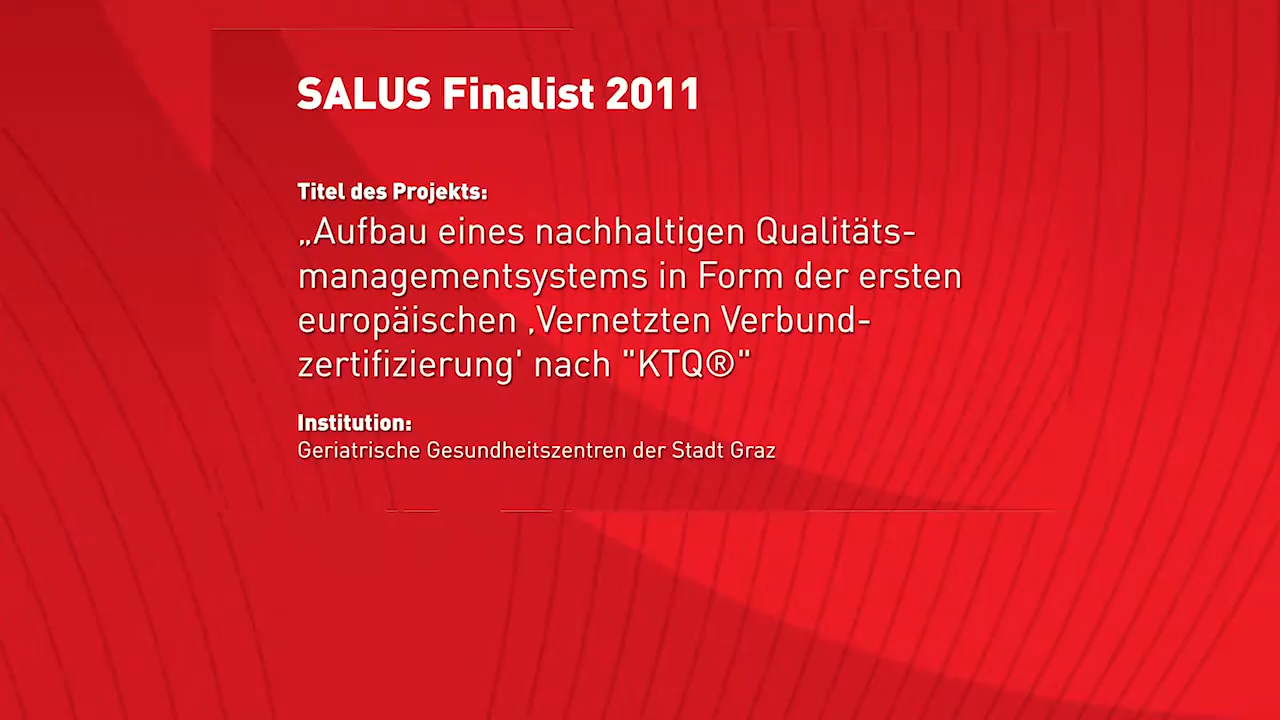 SALUS Finalist 2011
Titel des Projekts:
„Aufbau eines nachhaltigen Qualitäts-
managementsystems in Form der ersten
europäischen ‚Vernetzten Verbund-
zertifizierung' nach "KTQ®"
Institution:
Geriatrische Gesundheitszentren der Stadt Graz